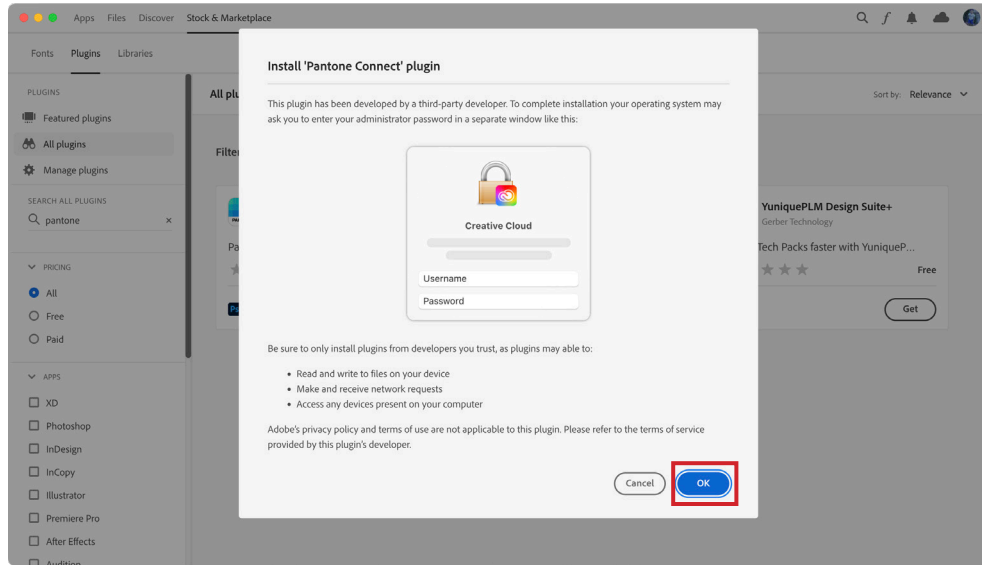 Apps Files Discover Stock & Marketplace
Fonts Plugins Libraries
PLUGINS
Featured plugins
All plugins
Manage plugins
SEARCH ALL PLUGINS
pantone ×
PRICING
All
Free
Paid
APPS
XD
Photoshop
InDesign
InCopy
Illustrator
Premiere Pro
After Effects
Audition
All plu
Sort by: Relevance
Filter
Pa
Ps
Install 'Pantone Connect' plugin
This plugin has been developed by a third-party developer. To complete installation your operating system may
ask you to enter your administrator password in a separate window like this:
Creative Cloud
Username
Password
Be sure to only install plugins from developers you trust, as plugins may able to:
• Read and write to files on your device
• Make and receive network requests
• Access any devices present on your computer
Adobe's privacy policy and terms of use are not applicable to this plugin. Please refer to the terms of service
provided by this plugin's developer.
Cancel OK
YuniquePLM Design Suite+
Gerber Technology
Tech Packs faster with YuniqueP...
Free
Get